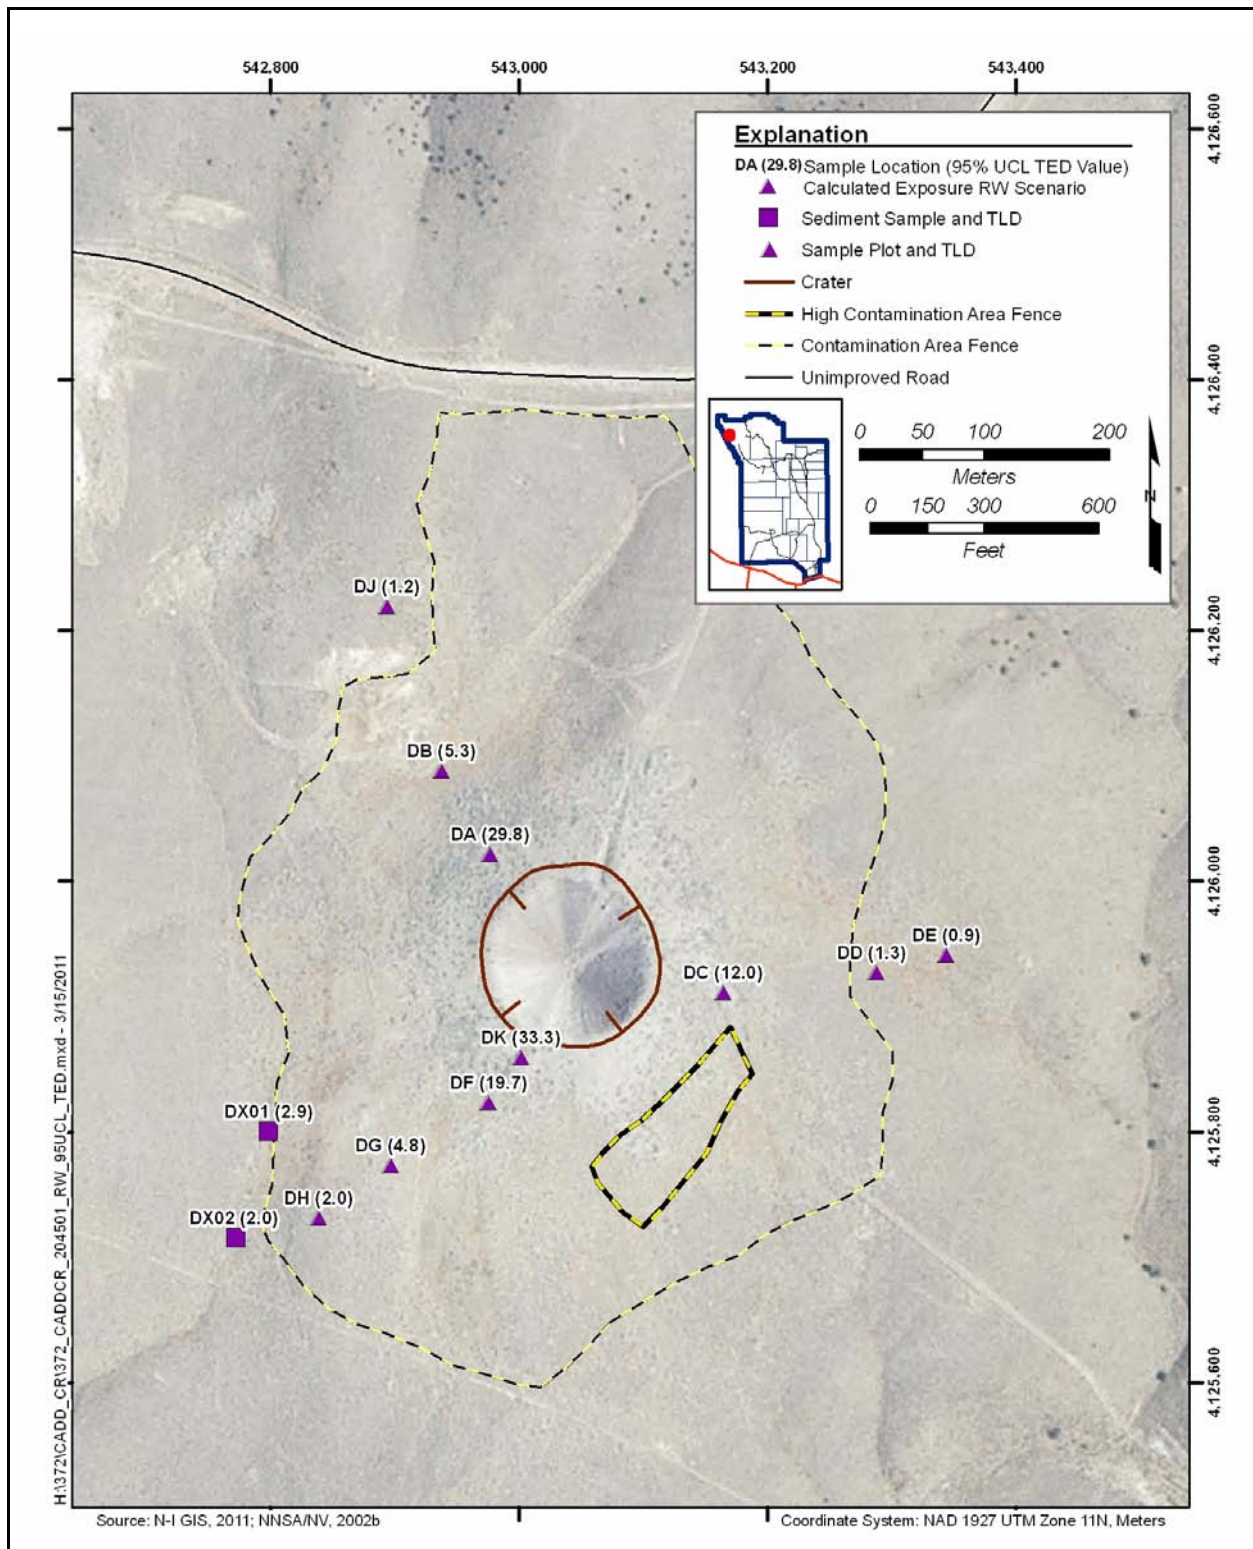 542,800 543,000 543,200 543,400
4,126,600
Explanation
DA (29.8) Sample Location (95% UCL TED Value)
Calculated Exposure RW Scenario
Sediment Sample and TLD
Sample Plot and TLD
Crater
High Contamination Area Fence
Contamination Area Fence
Unimproved Road
4,126,400
0 50 100 200
Meters
N
0 150 300 600
Feet
DJ (1.2)
4,126,200
DB (5.3)
DA (29.8)
4,126,000
DE (0.9)
DD (1.3)
DC (12.0)
DK (33.3)
DF (19.7)
DX01 (2.9)
4,125,800
DG (4.8)
DH (2.0)
DX02 (2.0)
4,125,600
H:\372\CADD_CR\372_CADDCR_204501_RW_95UCL_TED.mxd - 3/15/2011
Source: N-I GIS, 2011; NNSA/NV, 2002b
Coordinate System: NAD 1927 UTM Zone 11N, Meters